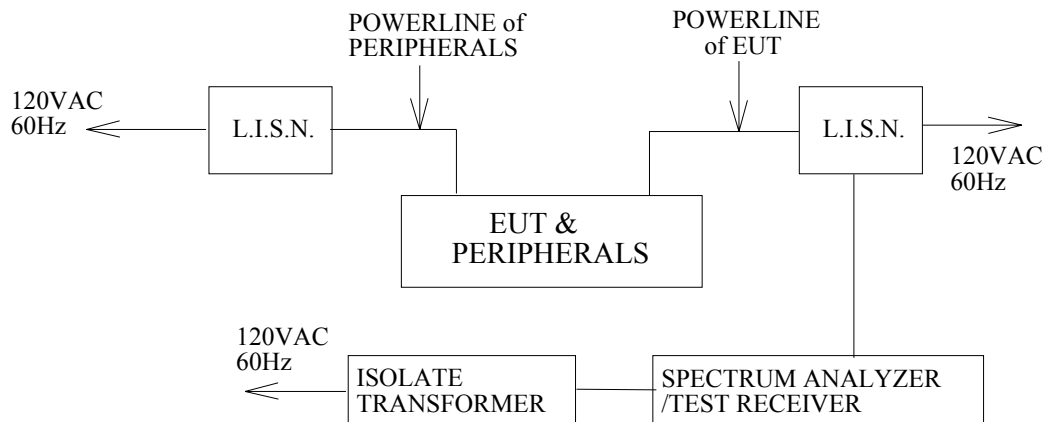 POWERLINE of
PERIPHERALS
POWERLINE
of EUT
120VAC
60Hz
L.I.S.N.
L.I.S.N.
120VAC
60Hz
EUT &
PERIPHERALS
120VAC
60Hz
ISOLATE
TRANSFORMER
SPECTRUM ANALYZER
/TEST RECEIVER